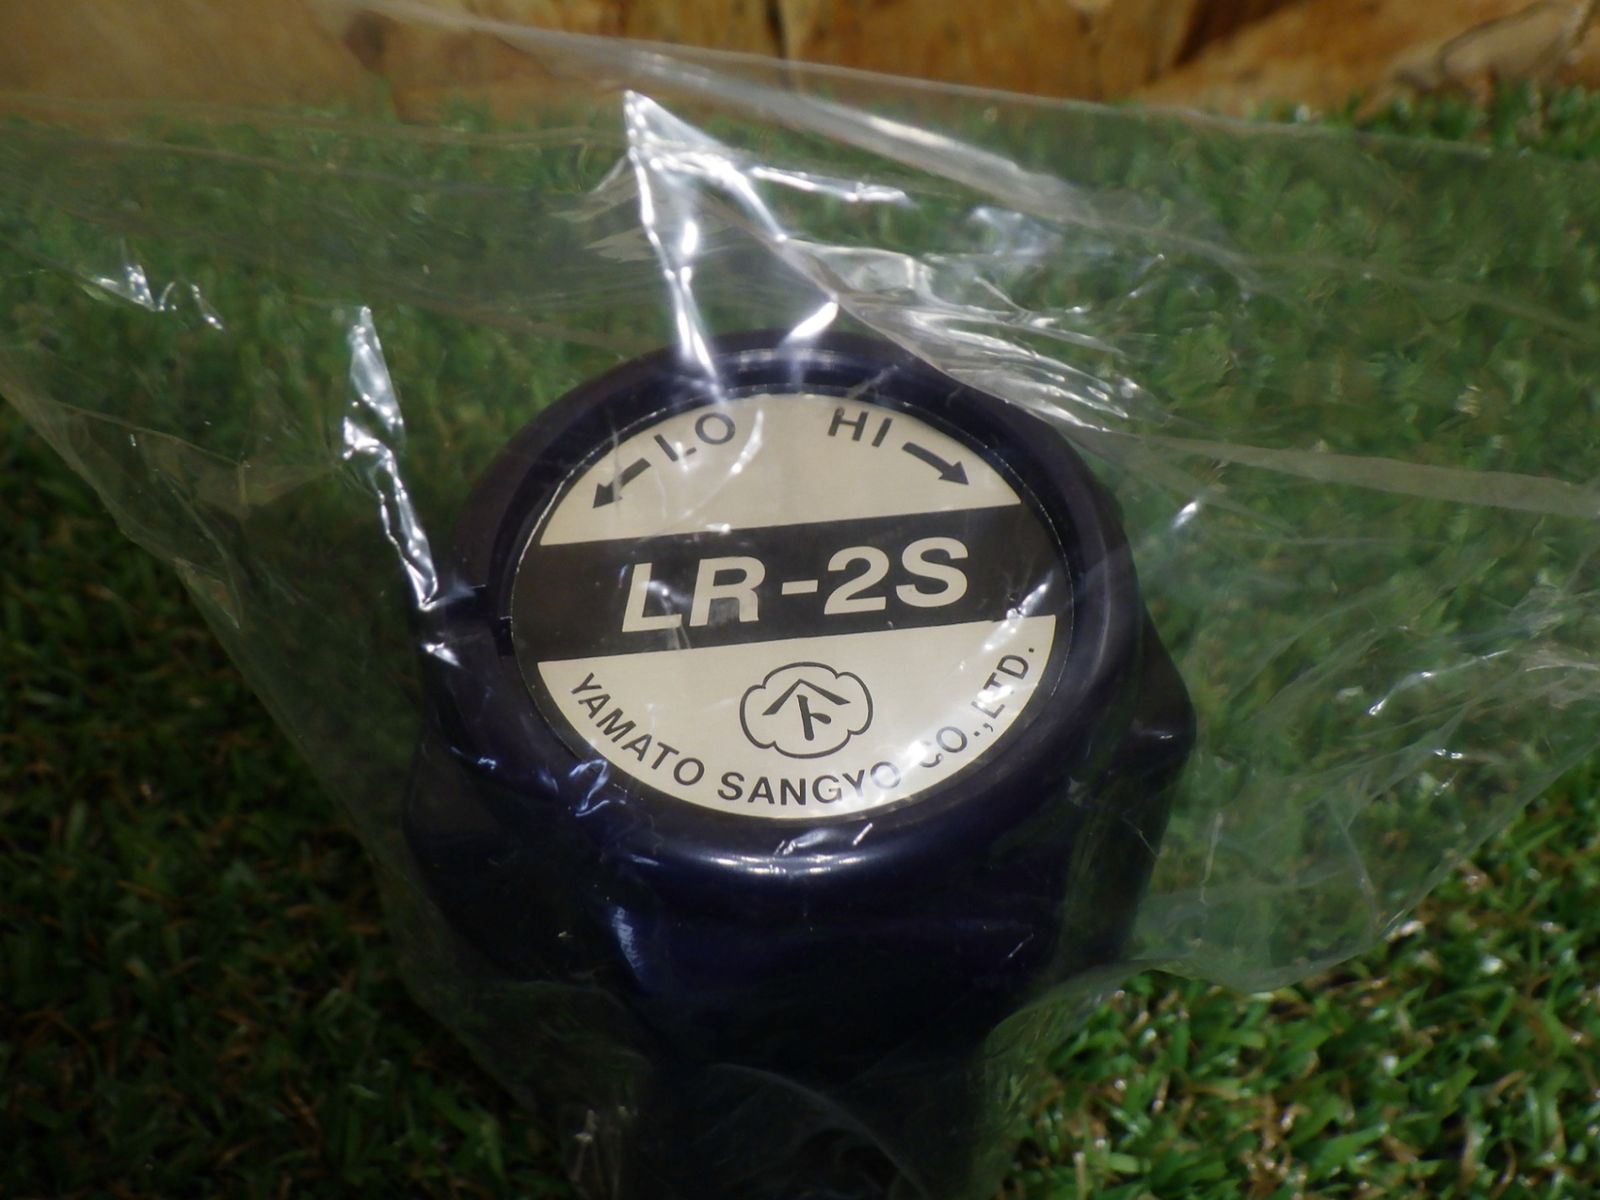 ←LO HI→
LR-2S
YAMATO SANGYO CO.,LTD.